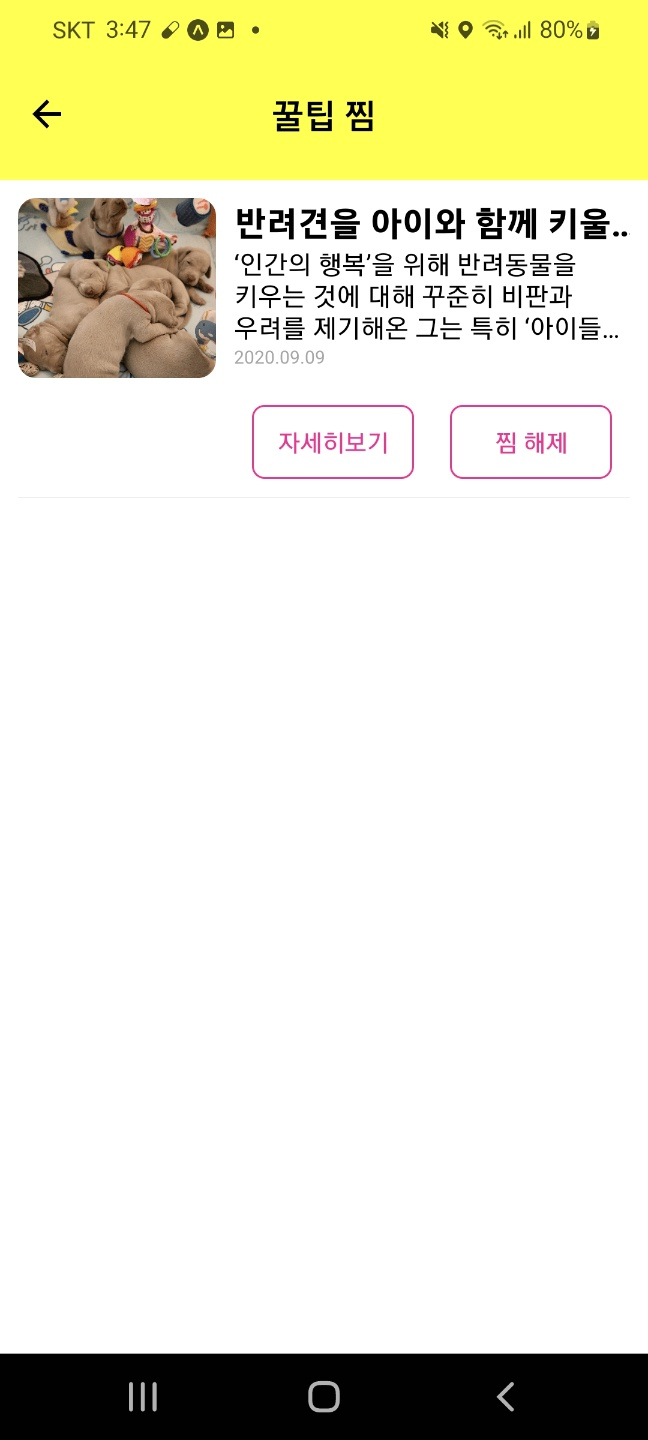 SKT 3:47
80%
꿀팁 찜
반려견을 아이와 함께 키울..
‘인간의 행복’을 위해 반려동물을
키우는 것에 대해 꾸준히 비판과
우려를 제기해온 그는 특히 ‘아이들...
2020.09.09
자세히보기
찜 해제